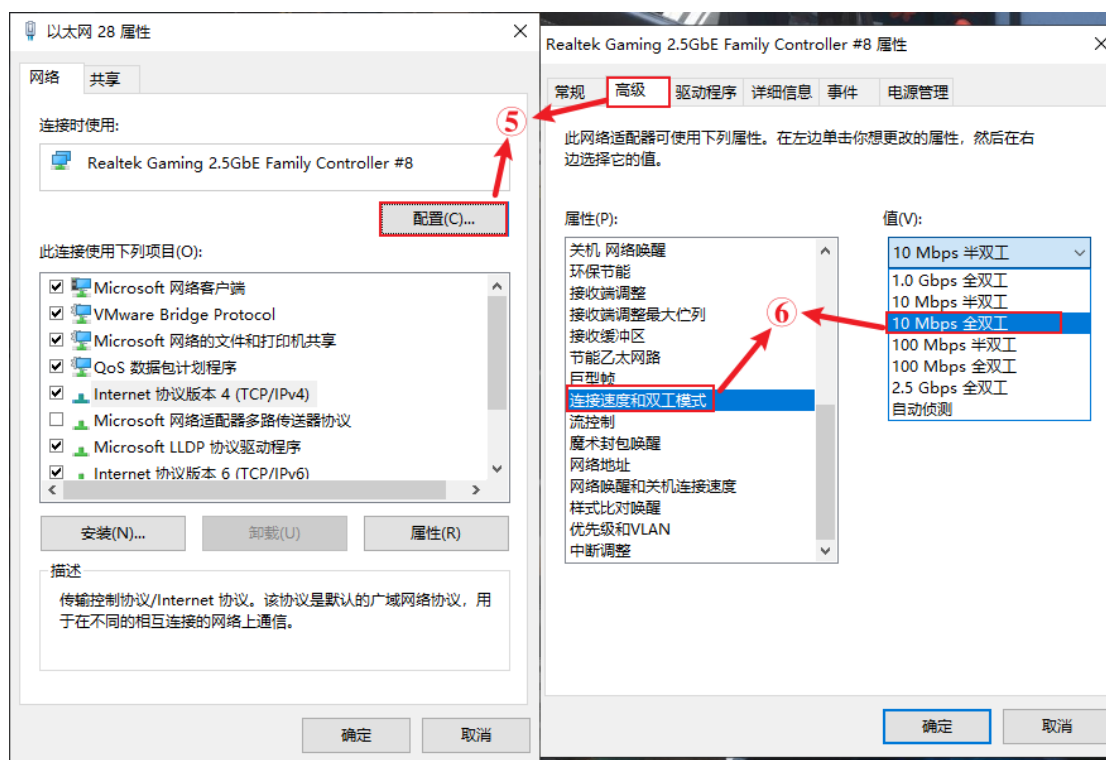 以太网 28 属性
网络
共享
连接时使用:
Realtek Gaming 2.5GbE Family Controller #8
配置(C)...
此连接使用下列项目(O):
Microsoft 网络客户端
VMware Bridge Protocol
Microsoft 网络的文件和打印机共享
QoS 数据包计划程序
Internet 协议版本 4 (TCP/IPv4)
Microsoft 网络适配器多路传送器协议
Microsoft LLDP 协议驱动程序
Internet 协议版本 6 (TCP/IPv6)
安装(N)...
卸载(U)
属性(R)
描述
传输控制协议/Internet 协议。该协议是默认的广域网络协议，用
于在不同的相互连接的网络上通信。
确定
取消
⑤
Realtek Gaming 2.5GbE Family Controller #8 属性
常规
高级
驱动程序
详细信息
事件
电源管理
此网络适配器可使用下列属性。在左边单击你想更改的属性，然后在右
边选择它的值。
属性(P):
关机 网络唤醒
环保节能
接收端调整
接收端调整最大伫列
接收缓冲区
节能乙太网路
巨型帧
连接速度和双工模式
流控制
魔术封包唤醒
网络地址
网络唤醒和关机连接速度
样式比对唤醒
优先级和VLAN
中断调整
⑥
值(V):
10 Mbps 半双工
1.0 Gbps 全双工
10 Mbps 半双工
10 Mbps 全双工
100 Mbps 半双工
100 Mbps 全双工
2.5 Gbps 全双工
自动侦测
确定
取消